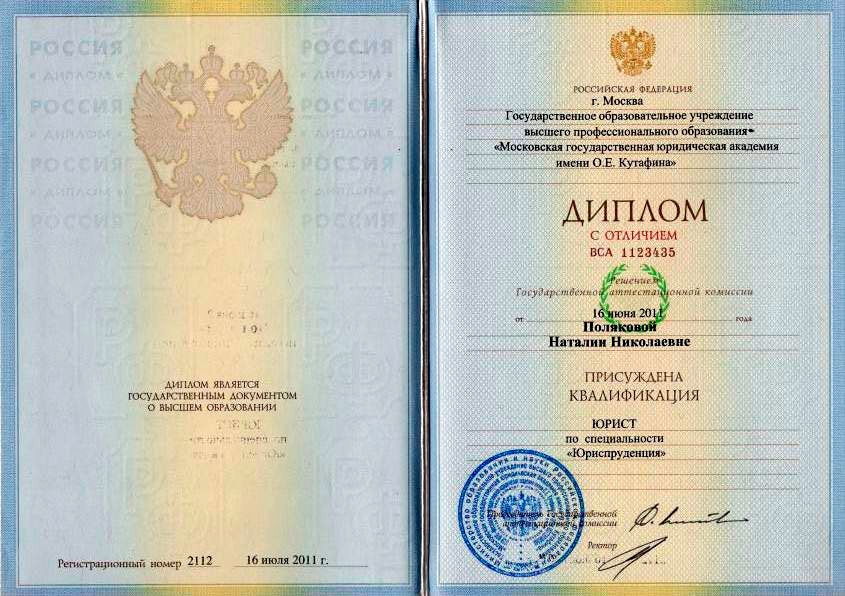 РОССИЯ РОССИЯ
ДИПЛОМ ДИПЛОМ
РОССИЯ РОССИЯ
ДИПЛОМ ДИПЛОМ
РОССИЯ РОССИЯ
ДИПЛОМ ДИПЛОМ
РОССИЯ РОССИЯ
ДИПЛОМ ЯВЛЯЕТСЯ
ГОСУДАРСТВЕННЫМ ДОКУМЕНТОМ
О ВЫСШЕМ ОБРАЗОВАНИИ
Регистрационный номер 2112 16 июля 2011 г.
РОССИЙСКАЯ ФЕДЕРАЦИЯ
г. Москва
Государственное образовательное учреждение
высшего профессионального образования
«Московская государственная юридическая академия
имени О.Е. Кутафина»
ДИПЛОМ
С ОТЛИЧИЕМ
ВСА 1123435
Решением
Государственной аттестационной комиссии
от 16 июня 2011 года
Поляковой
Наталии Николаевне
ПРИСУЖДЕНА
КВАЛИФИКАЦИЯ
ЮРИСТ
по специальности
«Юриспруденция»
Председатель Государственной
аттестационной комиссии
Ректор